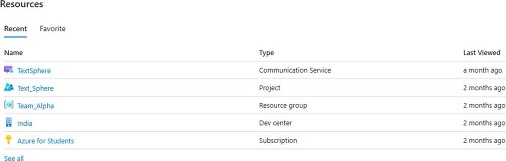 Resources
Recent Favorite
Name Type Last Viewed
TextSphere Communication Service a month ago
Text_Sphere Project 2 months ago
Team_Alpha Resource group 2 months ago
India Dev center 2 months ago
Azure for Students Subscription 2 months ago
See all